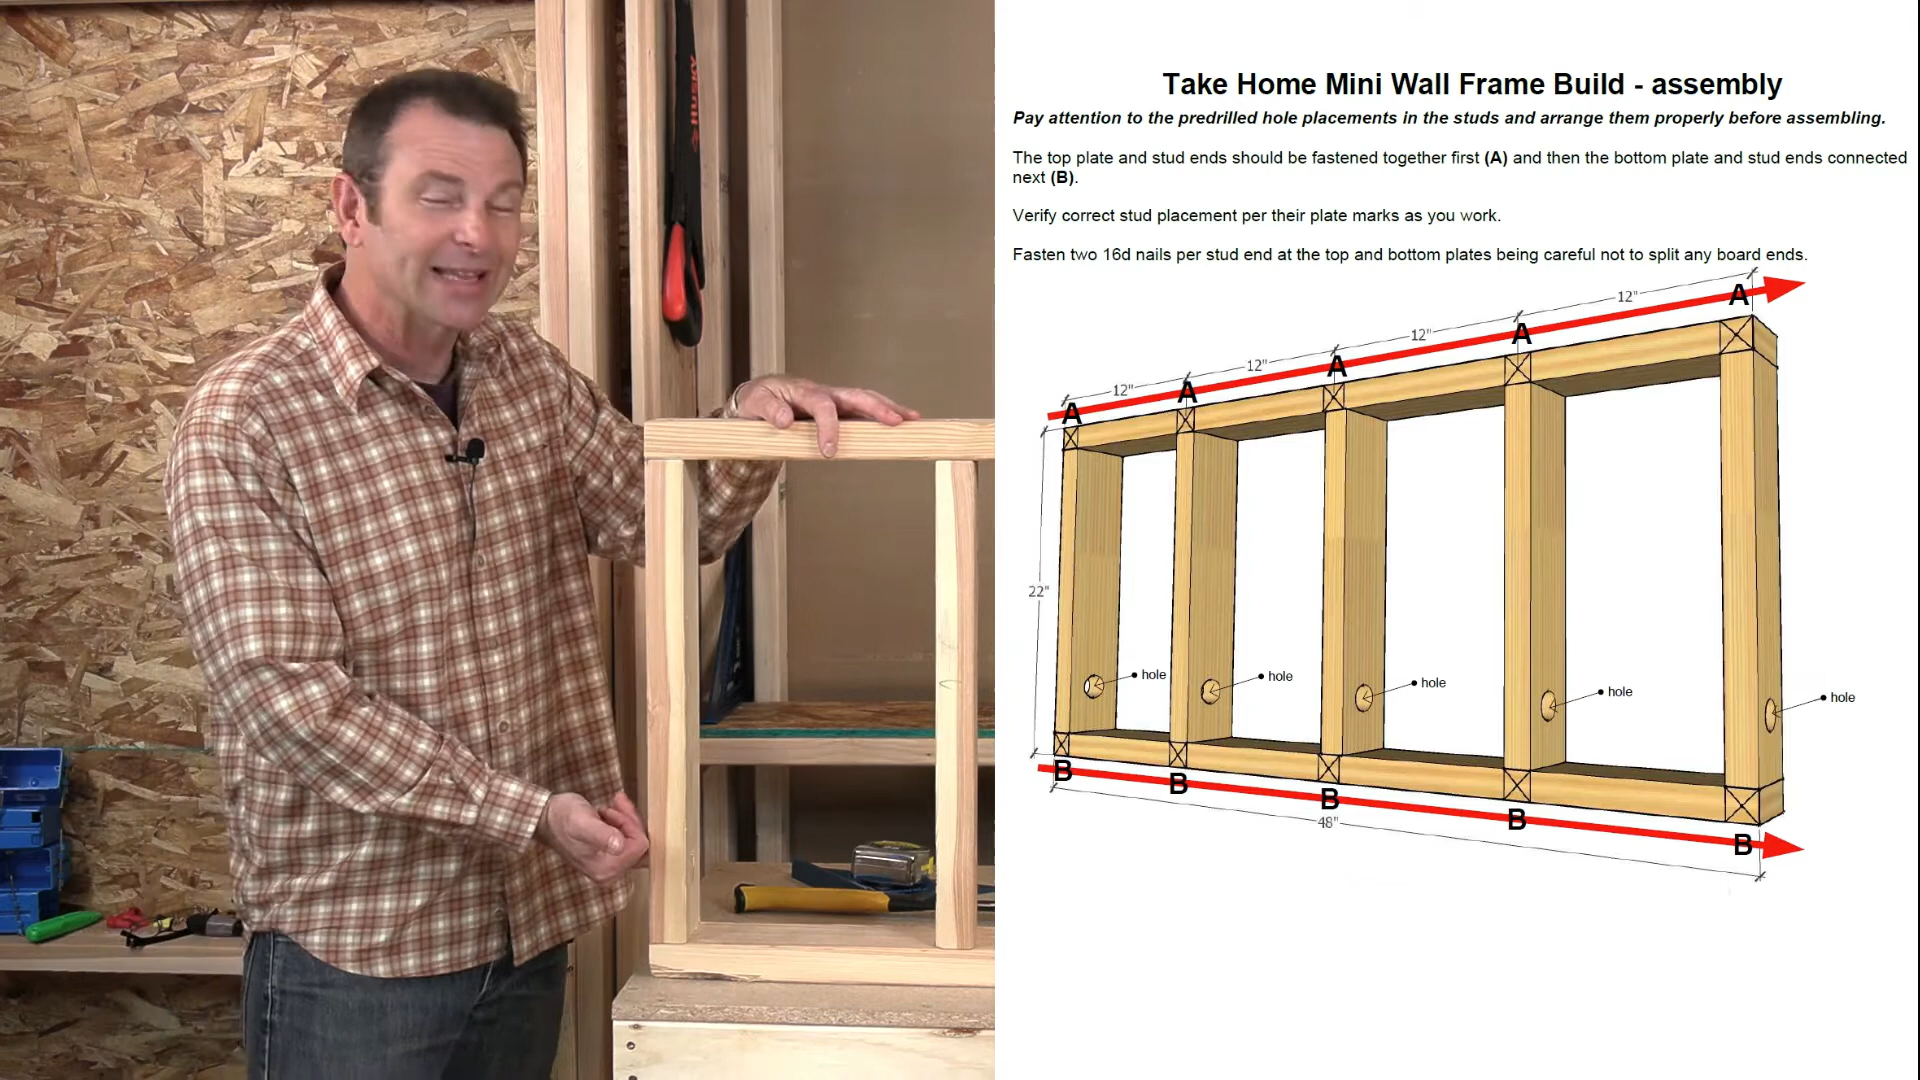 HUSKY
Take Home Mini Wall Frame Build - assembly
Pay attention to the predrilled hole placements in the studs and arrange them properly before assembling.
The top plate and stud ends should be fastened together first (A) and then the bottom plate and stud ends connected
next (B).
Verify correct stud placement per their plate marks as you work.
Fasten two 16d nails per stud end at the top and bottom plates being careful not to split any board ends.
12" 12" 12" 12"
A A A A A
22"
hole hole hole hole hole
B B B B B
48"